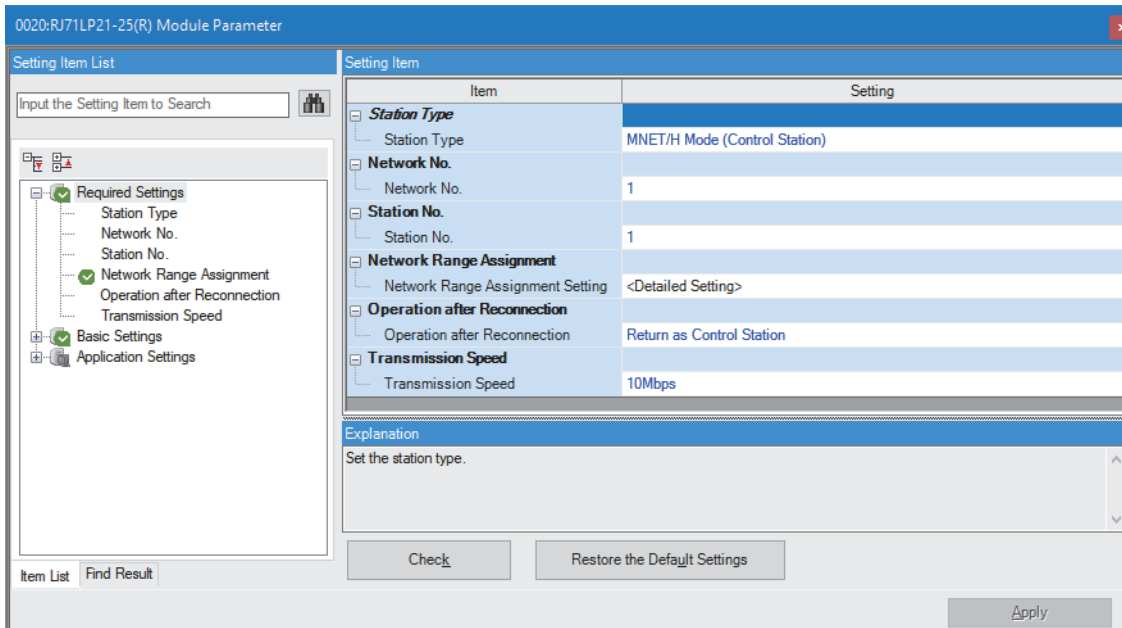 0020:RJ71LP21-25(R) Module Parameter
Setting Item List
Input the Setting Item to Search
Required Settings
Station Type
Network No.
Station No.
Network Range Assignment
Operation after Reconnection
Transmission Speed
Basic Settings
Application Settings
Item List Find Result
Setting Item
Item Setting
Station Type
Station Type MNET/H Mode (Control Station)
Network No.
Network No. 1
Station No.
Station No. 1
Network Range Assignment
Network Range Assignment Setting <Detailed Setting>
Operation after Reconnection
Operation after Reconnection Return as Control Station
Transmission Speed
Transmission Speed 10Mbps
Explanation
Set the station type.
Check Restore the Default Settings
Apply